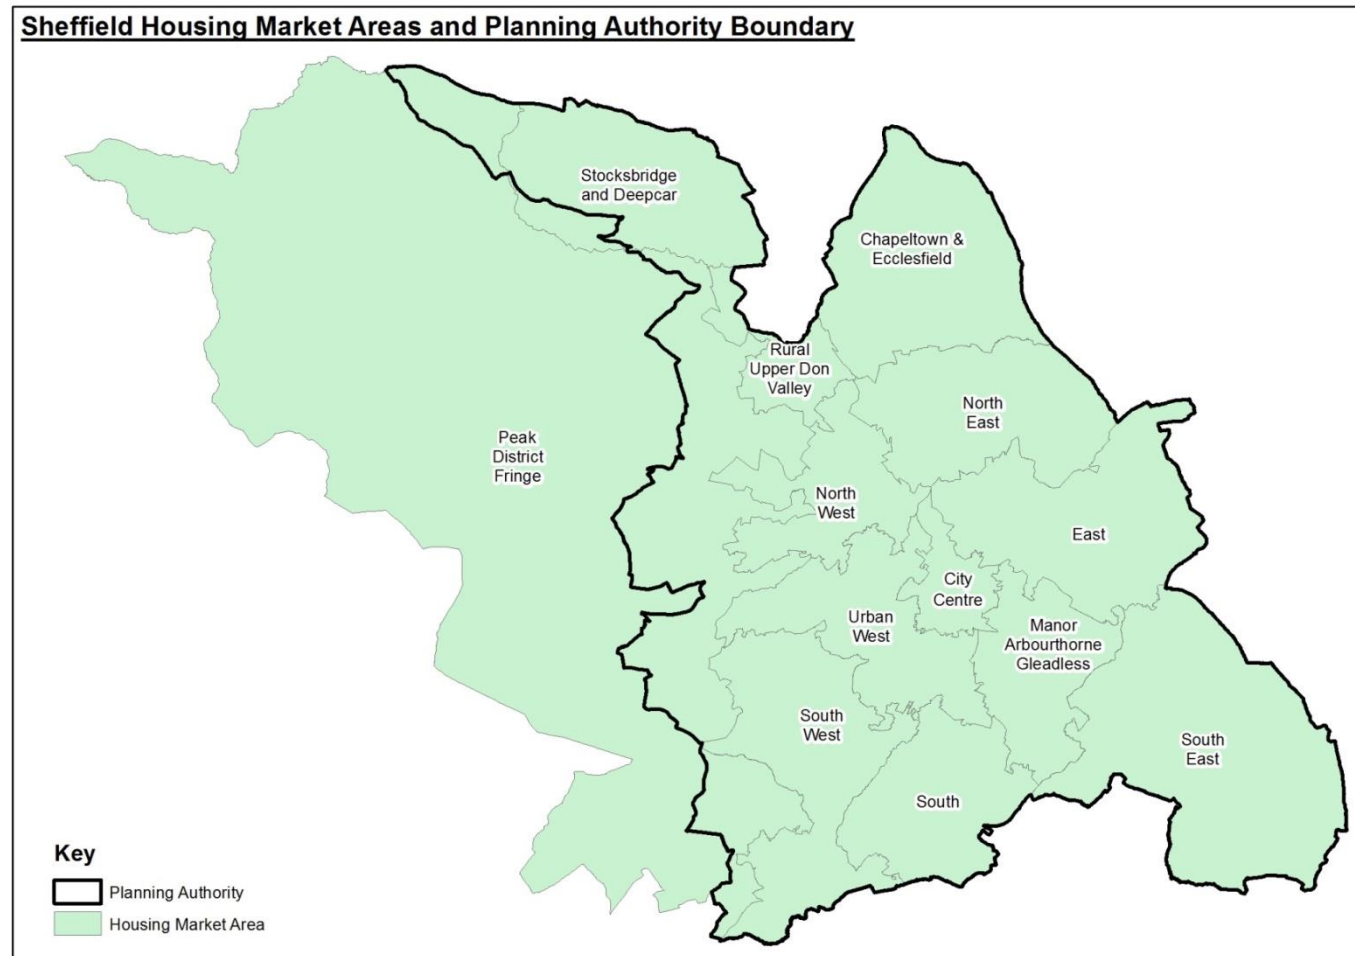 Sheffield Housing Market Areas and Planning Authority Boundary
Stocksbridge
and Deepcar
Chapeltown &
Ecclesfield
Rural
Upper Don
Valley
North
East
Peak
District
Fringe
North
West
East
City
Centre
Urban
West
Manor
Arbourthorne
Gleadless
South
West
South
East
South
Key
Planning Authority
Housing Market Area